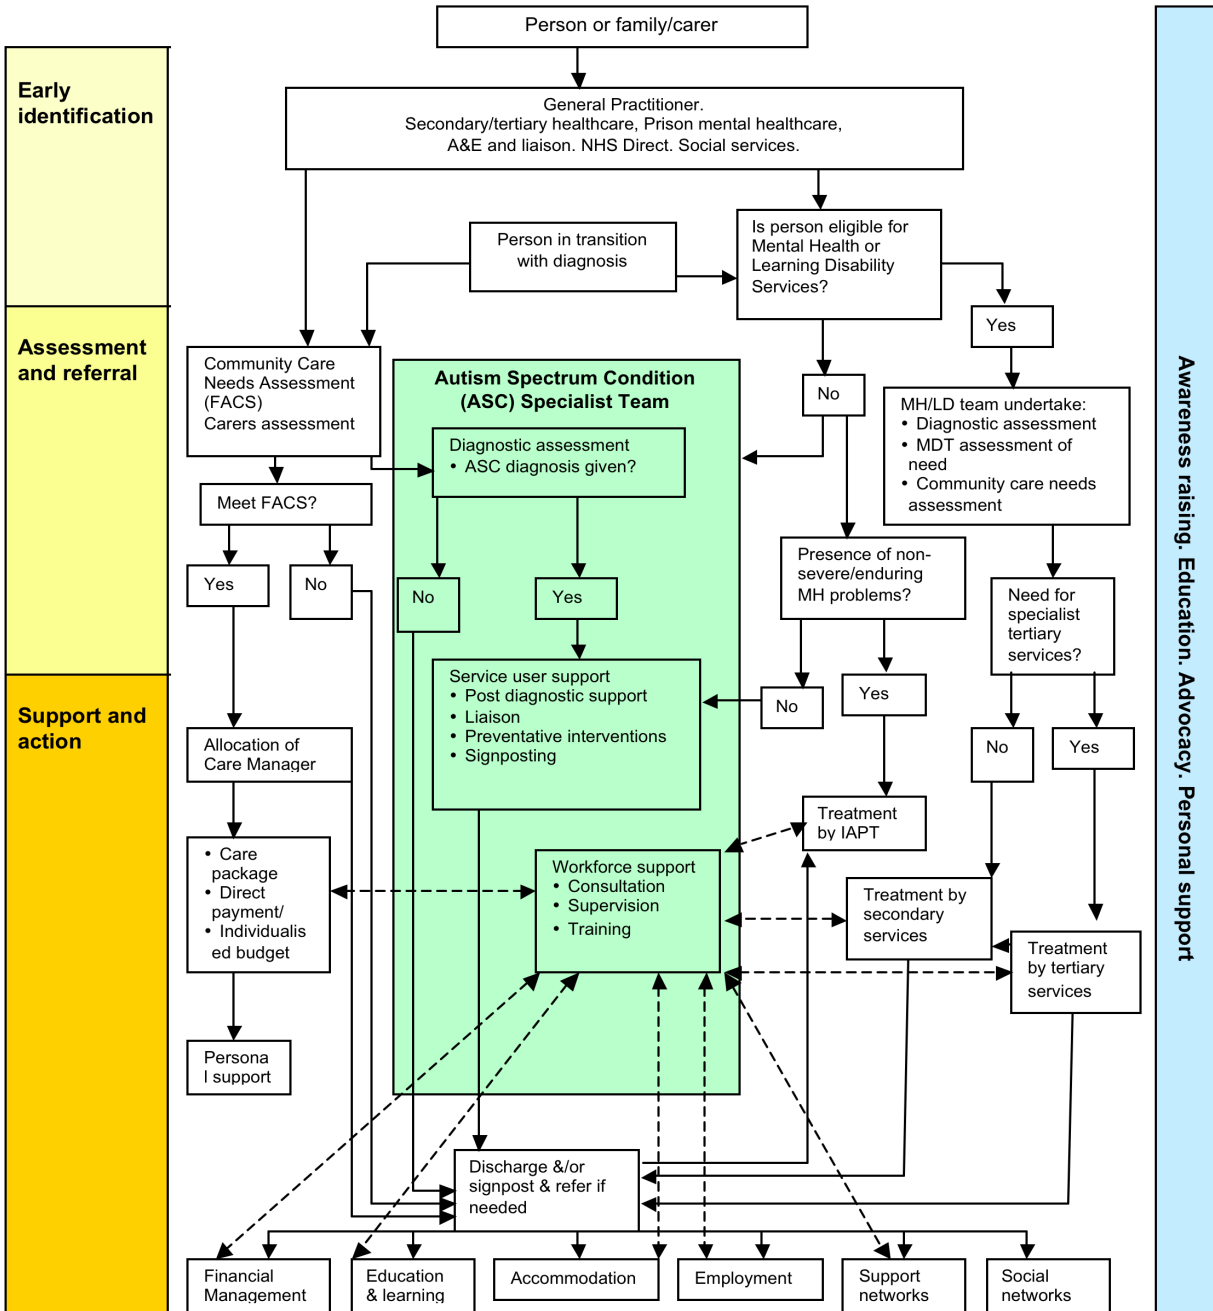 Person or family/carer
Early
identification
General Practitioner.
Secondary/tertiary healthcare, Prison mental healthcare,
A&E and liaison. NHS Direct. Social services.
Person in transition
with diagnosis
Is person eligible for
Mental Health or
Learning Disability
Services?
Yes
Assessment
and referral
Community Care
Needs Assessment
(FACS)
Carers assessment
Autism Spectrum Condition
(ASC) Specialist Team
No
MH/LD team undertake:
• Diagnostic assessment
• MDT assessment of
need
• Community care needs
assessment
Diagnostic assessment
• ASC diagnosis given?
Meet FACS?
Yes
No
No
Yes
Presence of non-
severe/enduring
MH problems?
Need for
specialist
tertiary
services?
Service user support
• Post diagnostic support
• Liaison
• Preventative interventions
• Signposting
No
Yes
No
Yes
Support and
action
Allocation of
Care Manager
Treatment
by IAPT
• Care
package
• Direct
payment/
• Individualis
ed budget
Workforce support
• Consultation
• Supervision
• Training
Treatment by
secondary
services
Treatment
by tertiary
services
Persona
l support
Discharge &/or
signpost & refer if
needed
Financial
Management
Education
& learning
Accommodation
Employment
Support
networks
Social
networks
Awareness raising. Education. Advocacy. Personal support